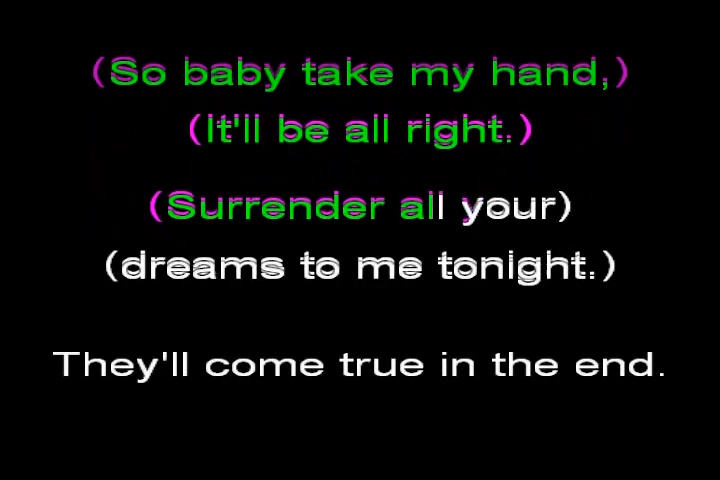 (So baby take my hand,)
(It'll be all right.)
(Surrender all your)
(dreams to me tonight.)
They'll come true in the end.